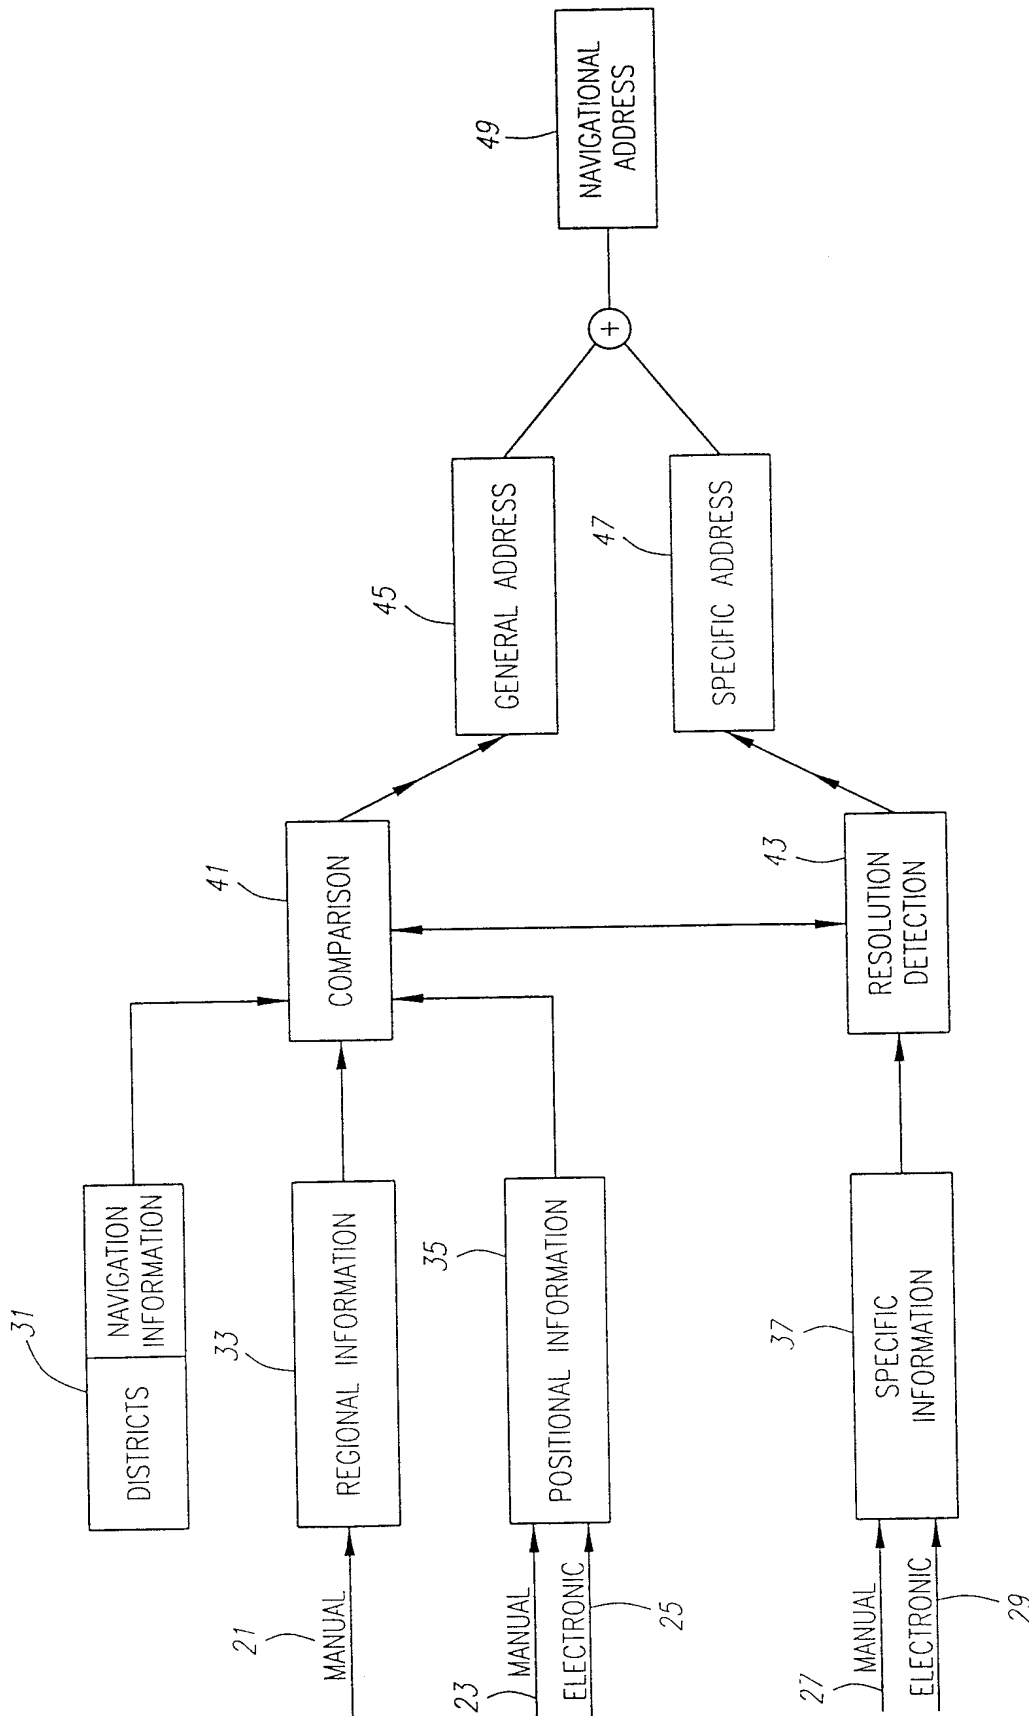 31
DISTRICTS
NAVIGATION
INFORMATION
21
MANUAL
33
REGIONAL INFORMATION
23
MANUAL
ELECTRONIC
25
35
POSITIONAL INFORMATION
27
MANUAL
ELECTRONIC
29
37
SPECIFIC
INFORMATION
41
COMPARISON
43
RESOLUTION
DETECTION
45
GENERAL ADDRESS
47
SPECIFIC ADDRESS
+
49
NAVIGATIONAL
ADDRESS